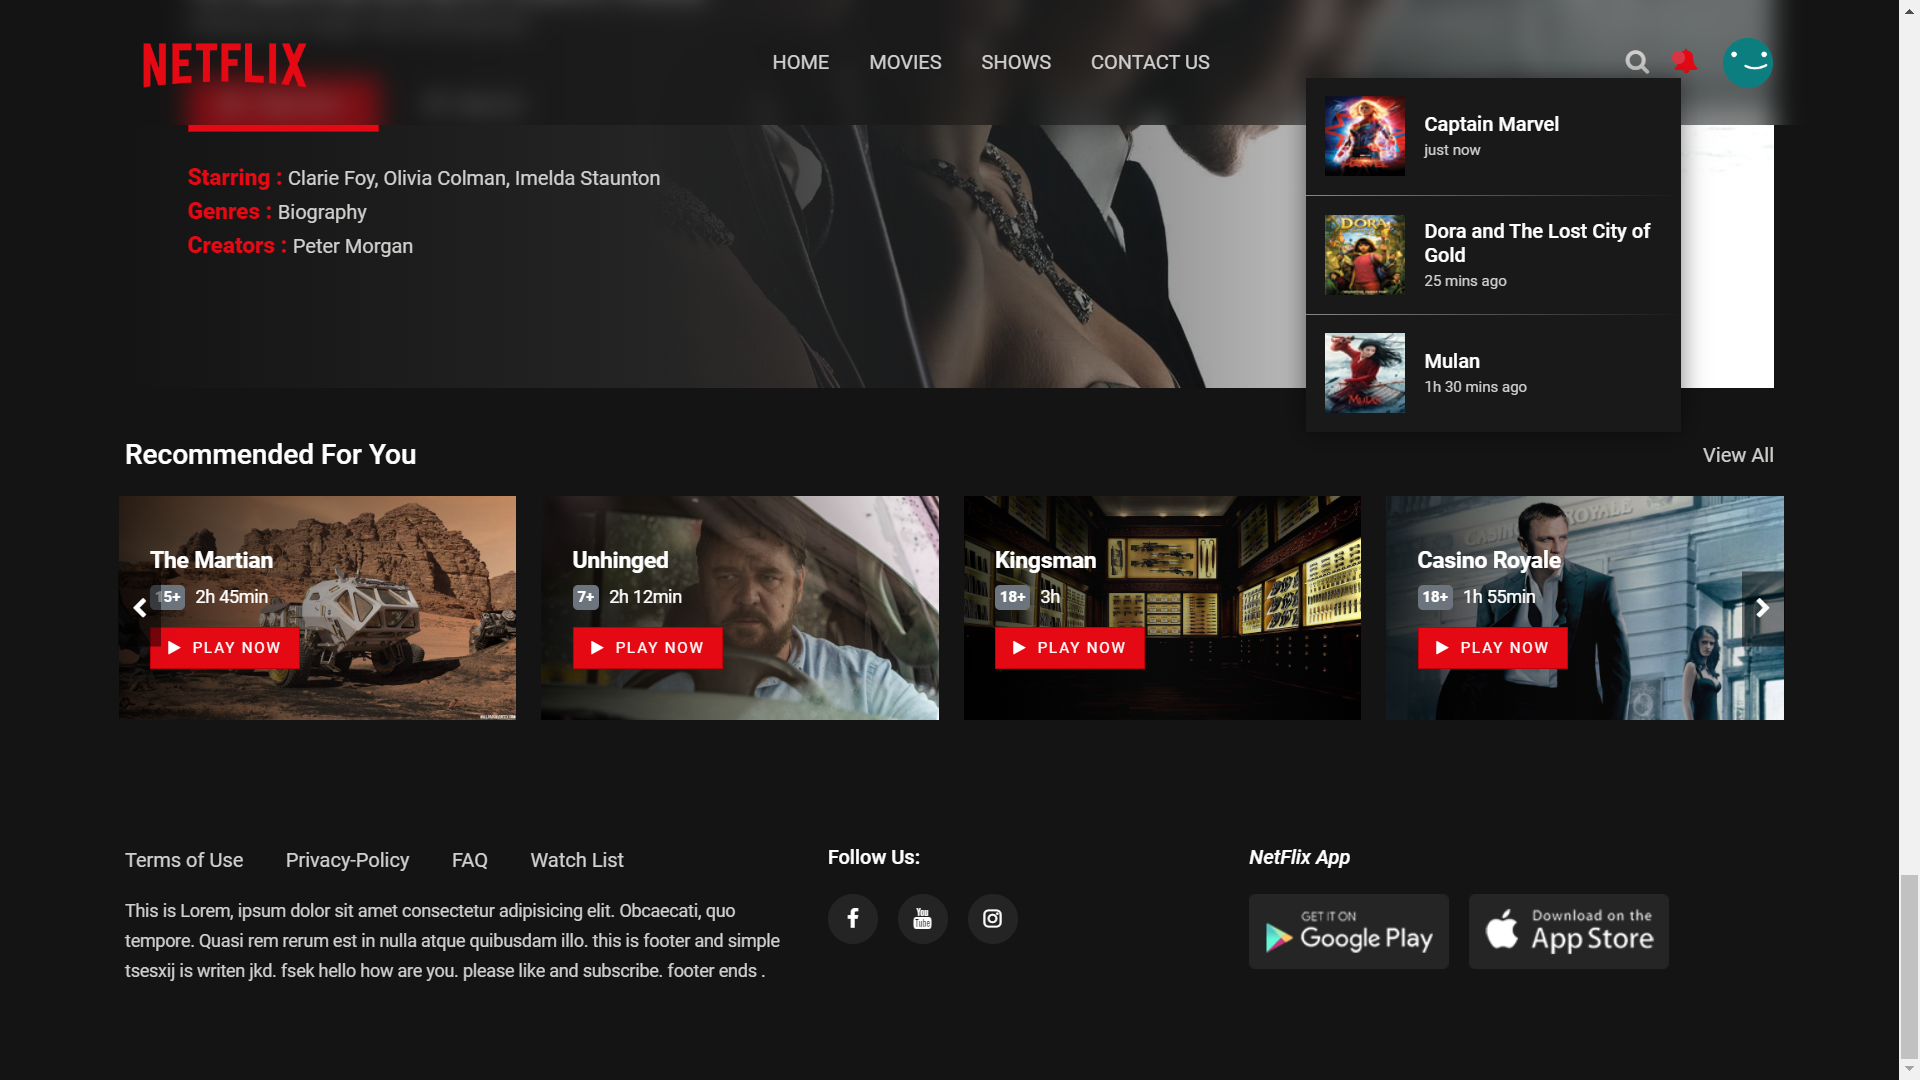 NETFLIX
HOME
MOVIES
SHOWS
CONTACT US
Captain Marvel
just now
Starring : Clarie Foy, Olivia Colman, Imelda Staunton
Genres : Biography
Creators : Peter Morgan
DORA
Dora and The Lost City of
Gold
25 mins ago
MULAN
Mulan
1h 30 mins ago
Recommended For You
View All
CASINO ROYALE
The Martian
15+ 2h 45min
PLAY NOW
Unhinged
7+ 2h 12min
PLAY NOW
Kingsman
18+ 3h
PLAY NOW
Casino Royale
18+ 1h 55min
PLAY NOW
Terms of Use
Privacy-Policy
FAQ
Watch List
This is Lorem, ipsum dolor sit amet consectetur adipisicing elit. Obcaecati, quo
tempore. Quasi rem rerum est in nulla atque quibusdam illo. this is footer and simple
tsesxij is writen jkd. fsek hello how are you. please like and subscribe. footer ends .
Follow Us:
You
Tube
NetFlix App
GET IT ON
Google Play
Download on the
App Store